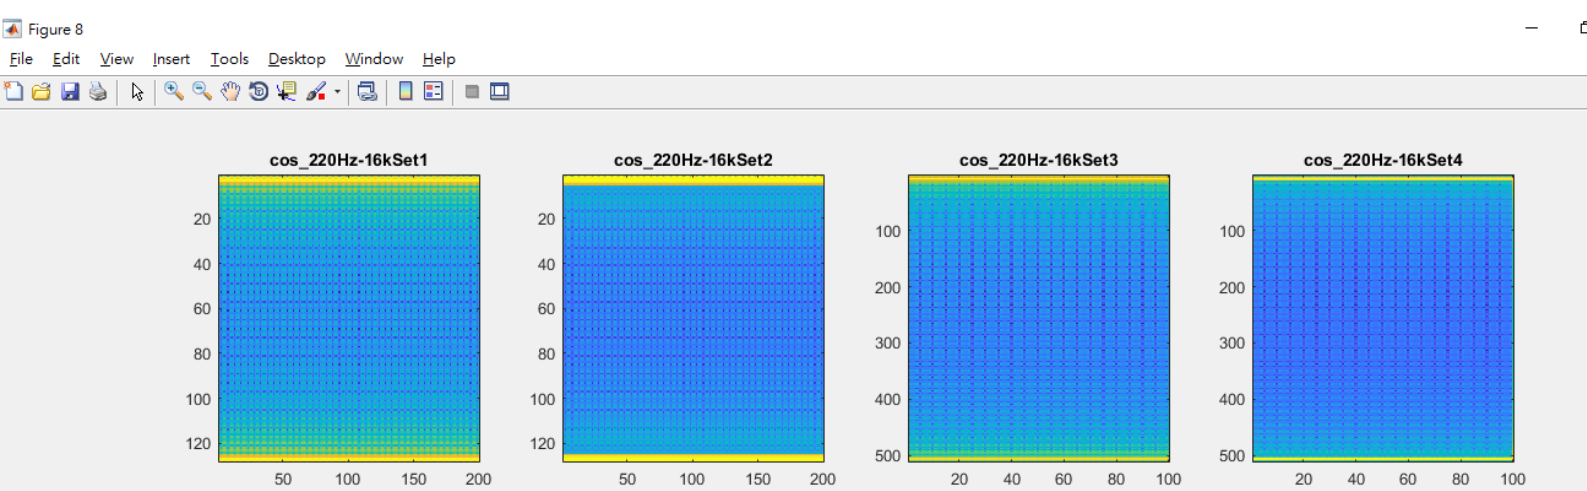 Figure 8
File Edit View Insert Tools Desktop Window Help
cos_220Hz-16kSet1
20
40
60
80
100
120
50 100 150 200
cos_220Hz-16kSet2
20
40
60
80
100
120
50 100 150 200
cos_220Hz-16kSet3
100
200
300
400
500
20 40 60 80 100
cos_220Hz-16kSet4
100
200
300
400
500
20 40 60 80 100